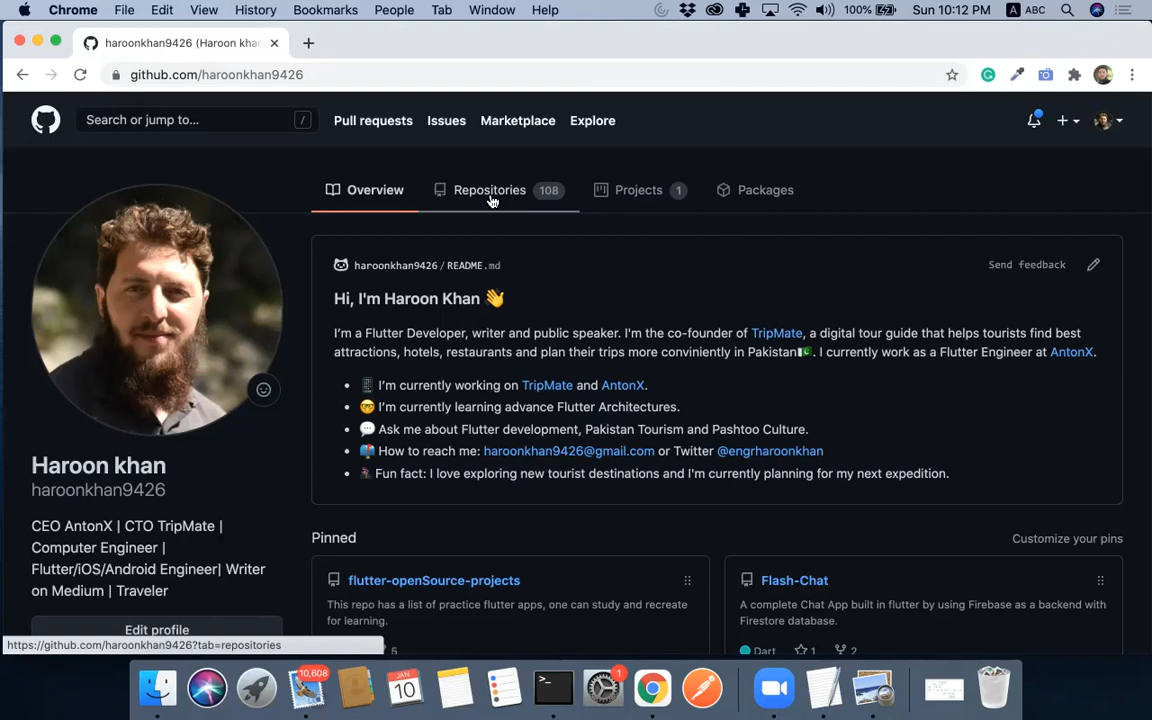 Chrome File Edit View History Bookmarks People Tab Window Help 100% Sun 10:12 PM A ABC
haroonkhan9426 (Haroon khan
github.com/haroonkhan9426
Search or jump to... / Pull requests Issues Marketplace Explore
Overview Repositories 108 Projects 1 Packages
haroonkhan9426 / README.md Send feedback
Hi, I'm Haroon Khan 👋
I'm a Flutter Developer, writer and public speaker. I'm the co-founder of TripMate, a digital tour guide that helps tourists find best
attractions, hotels, restaurants and plan their trips more conviniently in Pakistan🇵🇰. I currently work as a Flutter Engineer at AntonX.
I'm currently working on TripMate and AntonX.
I'm currently learning advance Flutter Architectures.
Ask me about Flutter development, Pakistan Tourism and Pashtoo Culture.
How to reach me: haroonkhan9426@gmail.com or Twitter @engrharoonkhan
Fun fact: I love exploring new tourist destinations and I'm currently planning for my next expedition.
Haroon khan
haroonkhan9426
CEO AntonX | CTO TripMate |
Computer Engineer |
Flutter/iOS/Android Engineer| Writer
on Medium | Traveler
Edit profile
Pinned Customize your pins
flutter-openSource-projects
This repo has a list of practice flutter apps, one can study and recreate
for learning.
5
Flash-Chat
A complete Chat App built in flutter by using Firebase as a backend with
Firestore database.
Dart 1 2
https://github.com/haroonkhan9426?tab=repositories
10,608
JAN
10
>_
1